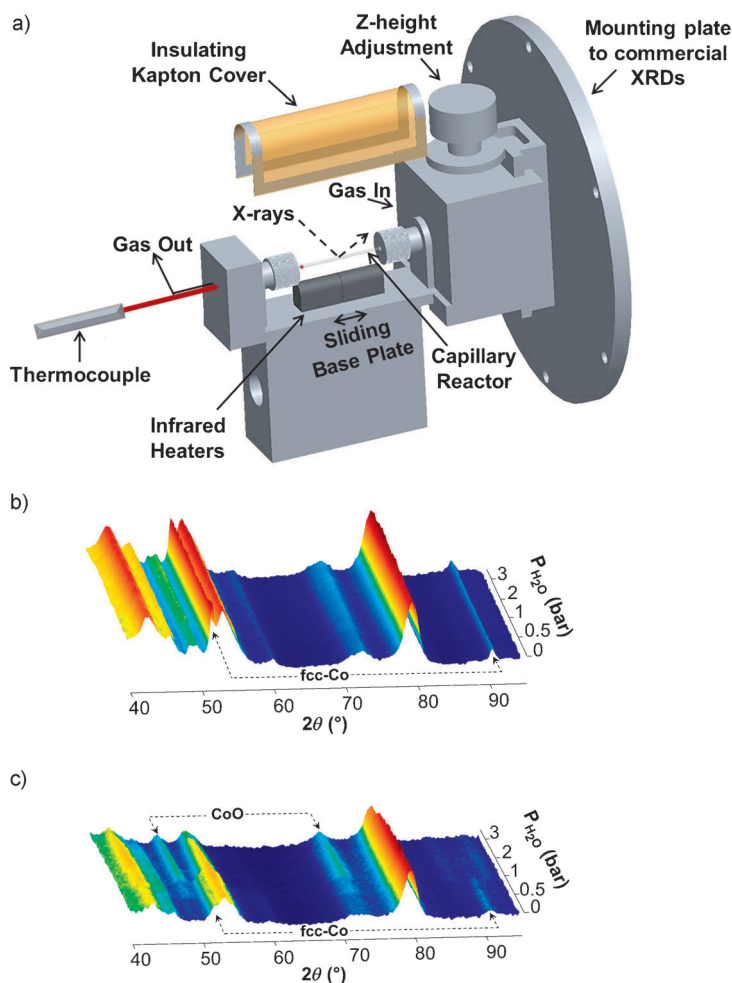 a)
Insulating
Kapton Cover
Z-height
Adjustment
Mounting plate
to commercial
XRDs
Gas In
X-rays
Gas Out
Thermocouple
Sliding
Base Plate
Capillary
Reactor
Infrared
Heaters
b)
P H₂O (bar)
3
2
1
0.5
0
fcc-Co
40 50 60 70 80 90
2θ (°)
c)
CoO
P H₂O (bar)
3
2
1
0.5
0
fcc-Co
40 50 60 70 80 90
2θ (°)